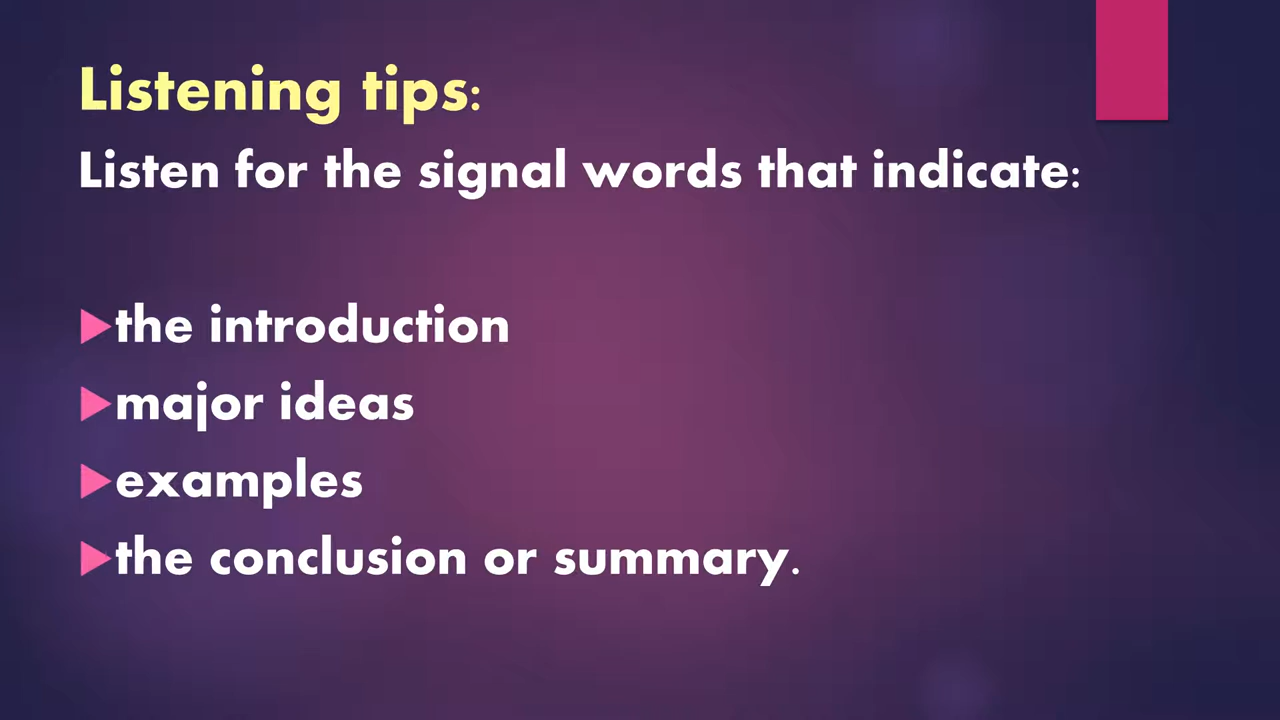 Listening tips:
Listen for the signal words that indicate:
the introduction
major ideas
examples
the conclusion or summary.